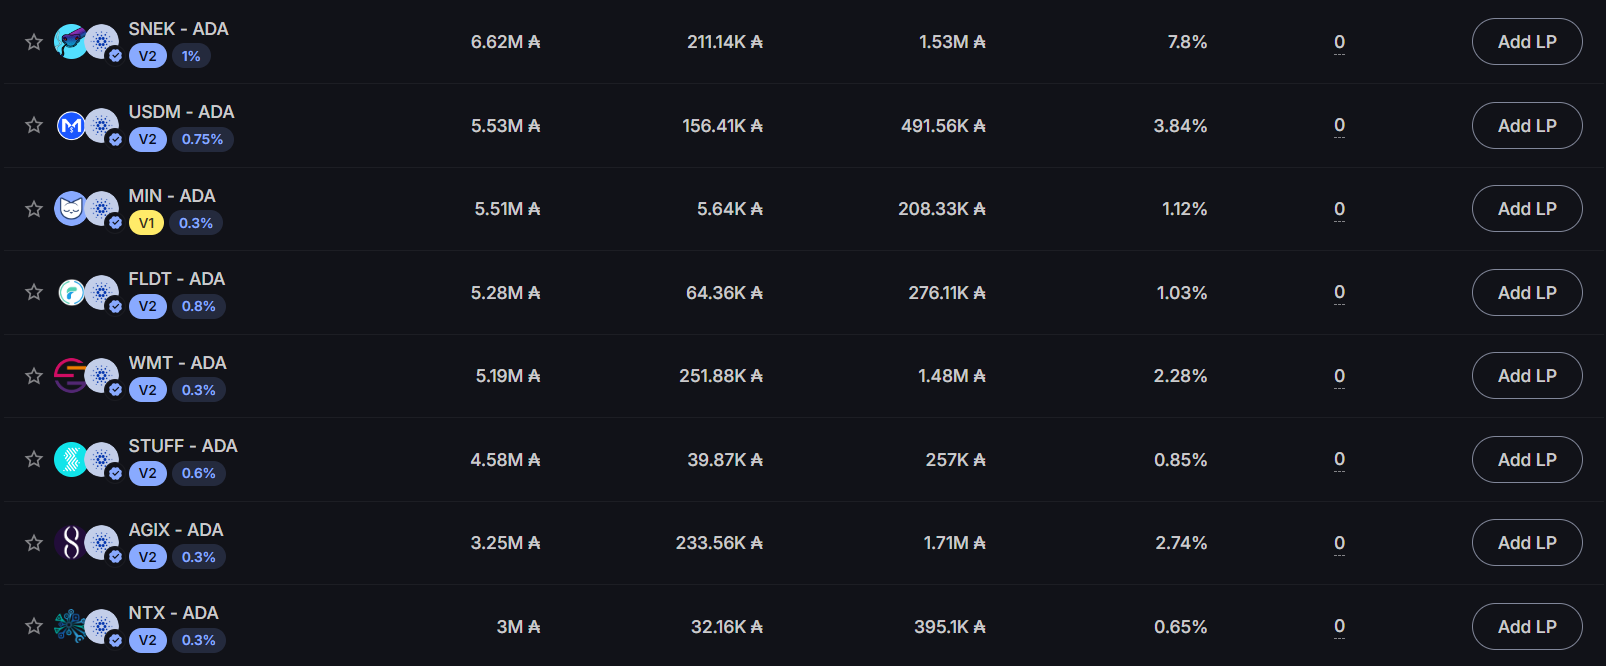 SNEK - ADA
V2 1% 6.62M ₳ 211.14K ₳ 1.53M ₳ 7.8% 0 Add LP
USDM - ADA
V2 0.75% 5.53M ₳ 156.41K ₳ 491.56K ₳ 3.84% 0 Add LP
MIN - ADA
V1 0.3% 5.51M ₳ 5.64K ₳ 208.33K ₳ 1.12% 0 Add LP
FLDT - ADA
V2 0.8% 5.28M ₳ 64.36K ₳ 276.11K ₳ 1.03% 0 Add LP
WMT - ADA
V2 0.3% 5.19M ₳ 251.88K ₳ 1.48M ₳ 2.28% 0 Add LP
STUFF - ADA
V2 0.6% 4.58M ₳ 39.87K ₳ 257K ₳ 0.85% 0 Add LP
AGIX - ADA
V2 0.3% 3.25M ₳ 233.56K ₳ 1.71M ₳ 2.74% 0 Add LP
NTX - ADA
V2 0.3% 3M ₳ 32.16K ₳ 395.1K ₳ 0.65% 0 Add LP